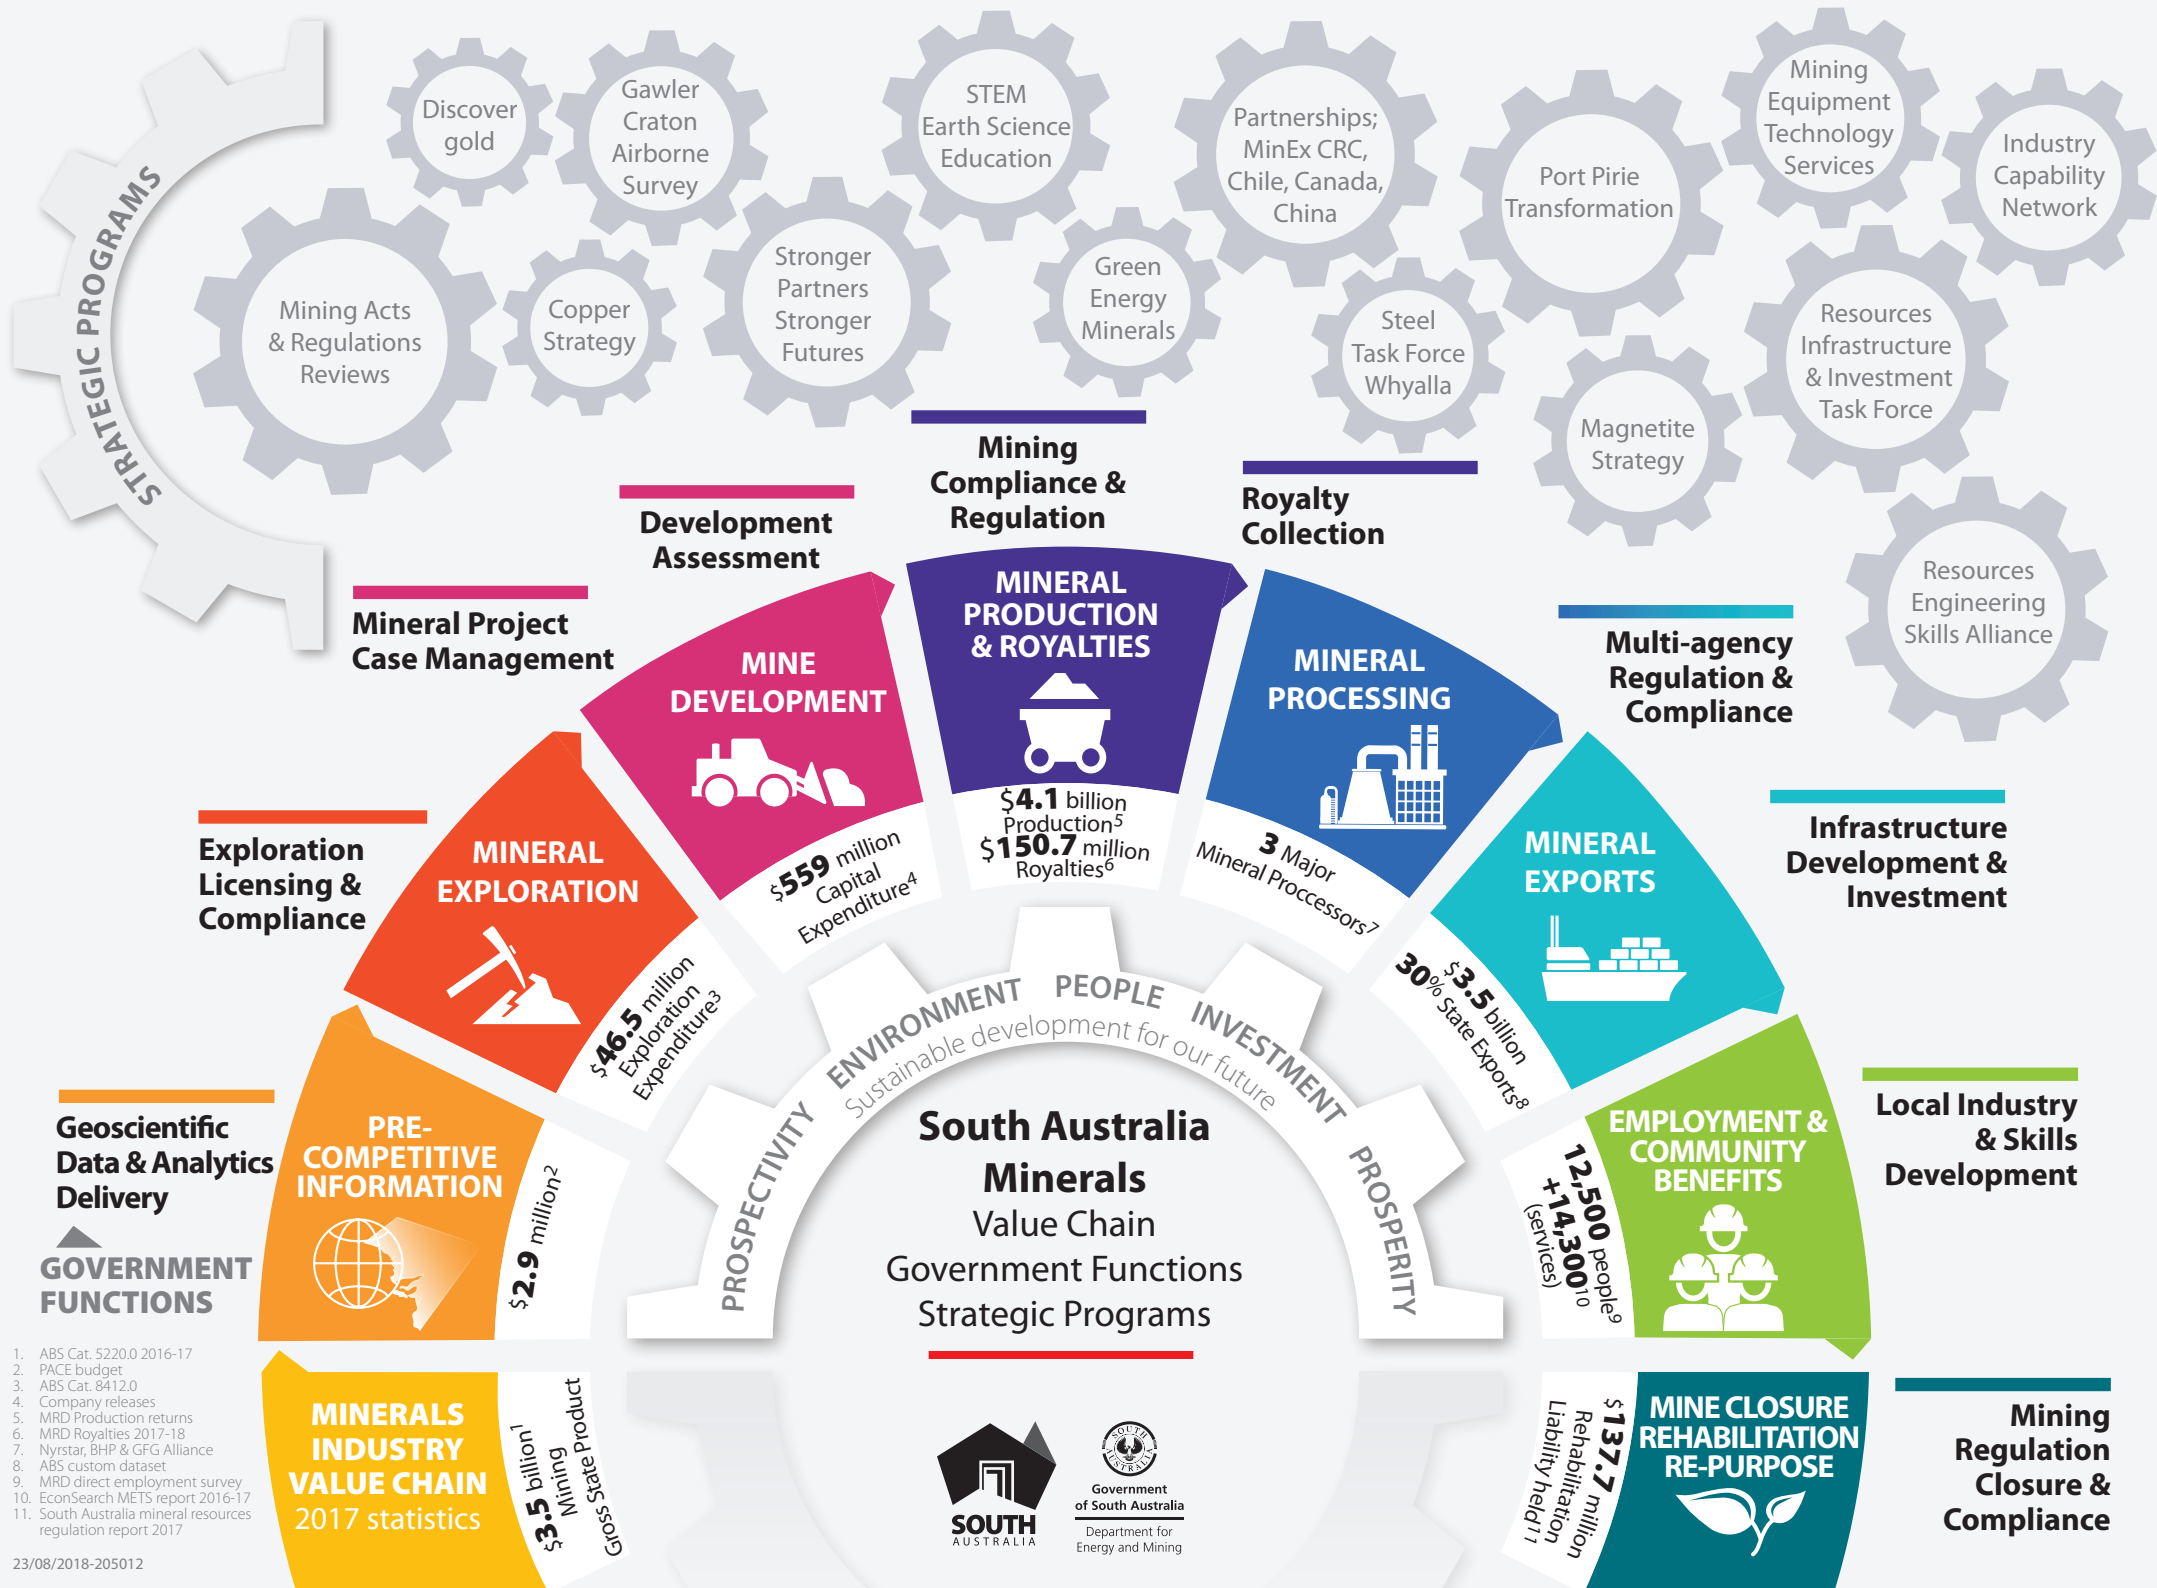 STRATEGIC PROGRAMS
Discover
gold
Gawler
Craton
Airborne
Survey
STEM
Earth Science
Education
Partnerships;
MinEx CRC,
Chile, Canada,
China
Port Pirie
Transformation
Mining
Equipment
Technology
Services
Industry
Capability
Network
Mining Acts
& Regulations
Reviews
Copper
Strategy
Stronger
Partners
Stronger
Futures
Green
Energy
Minerals
Steel
Task Force
Whyalla
Magnetite
Strategy
Resources
Infrastructure
& Investment
Task Force
Resources
Engineering
Skills Alliance
Geoscientific
Data & Analytics
Delivery
Exploration
Licensing &
Compliance
Mineral Project
Case Management
Development
Assessment
Mining
Compliance &
Regulation
Royalty
Collection
Multi-agency
Regulation &
Compliance
Infrastructure
Development &
Investment
Local Industry
& Skills
Development
Mining
Regulation
Closure &
Compliance
GOVERNMENT
FUNCTIONS
MINERALS
INDUSTRY
VALUE CHAIN
2017 statistics
$3.5 billion1
Mining
Gross State Product
PRE-
COMPETITIVE
INFORMATION
$2.9 million2
MINERAL
EXPLORATION
$46.5 million
Exploration
Expenditure3
MINE
DEVELOPMENT
$559 million
Capital
Expenditure4
MINERAL
PRODUCTION
& ROYALTIES
$4.1 billion
Production5
$150.7 million
Royalties6
MINERAL
PROCESSING
3 Major
Mineral Proccessors7
MINERAL
EXPORTS
$3.5 billion
30% State Exports8
EMPLOYMENT &
COMMUNITY
BENEFITS
12,500 people9
+14,30010
(services)
MINE CLOSURE
REHABILITATION
RE-PURPOSE
$137.7 million
Rehabilitation
Liability held11
PROSPECTIVITY ENVIRONMENT PEOPLE INVESTMENT PROSPERITY
Sustainable development for our future
South Australia
Minerals
Value Chain
Government Functions
Strategic Programs
SOUTH
AUSTRALIA
SOUTH AUSTRALIA
Government
of South Australia
Department for
Energy and Mining
1. ABS Cat. 5220.0 2016-17
2. PACE budget
3. ABS Cat. 8412.0
4. Company releases
5. MRD Production returns
6. MRD Royalties 2017-18
7. Nyrstar, BHP & GFG Alliance
8. ABS custom dataset
9. MRD direct employment survey
10. EconSearch METS report 2016-17
11. South Australia mineral resources
regulation report 2017
23/08/2018-205012